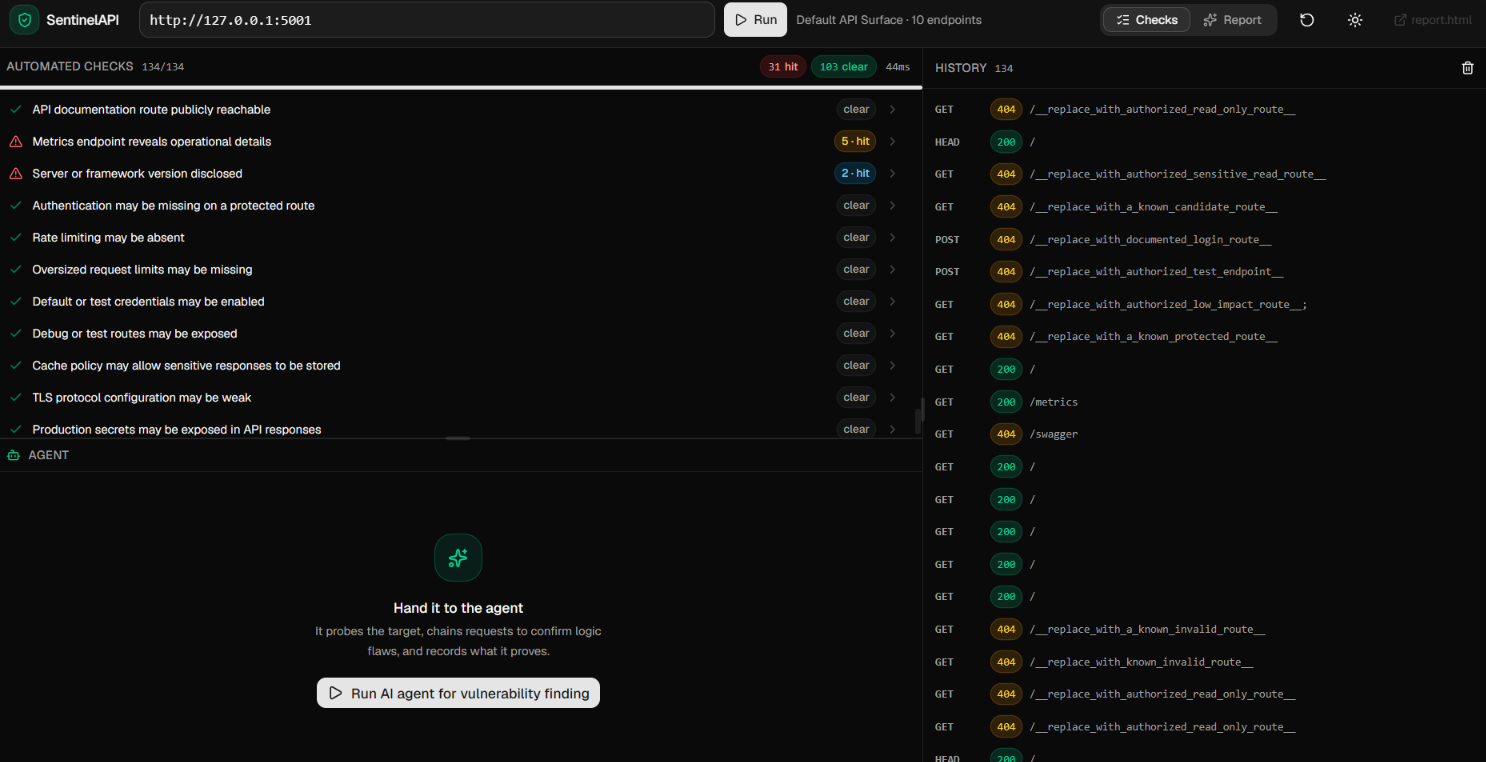 SentinelAPI
http://127.0.0.1:5001
Run
Default API Surface · 10 endpoints
Checks
Report
report.html
AUTOMATED CHECKS 134/134
31 hit
103 clear
44ms
API documentation route publicly reachable clear
Metrics endpoint reveals operational details 5 · hit
Server or framework version disclosed 2 · hit
Authentication may be missing on a protected route clear
Rate limiting may be absent clear
Oversized request limits may be missing clear
Default or test credentials may be enabled clear
Debug or test routes may be exposed clear
Cache policy may allow sensitive responses to be stored clear
TLS protocol configuration may be weak clear
Production secrets may be exposed in API responses clear
AGENT
Hand it to the agent
It probes the target, chains requests to confirm logic
flaws, and records what it proves.
Run AI agent for vulnerability finding
HISTORY 134
GET 404 /__replace_with_authorized_read_only_route__
HEAD 200 /
GET 404 /__replace_with_authorized_sensitive_read_route__
GET 404 /__replace_with_a_known_candidate_route__
POST 404 /__replace_with_documented_login_route__
POST 404 /__replace_with_authorized_test_endpoint__
GET 404 /__replace_with_authorized_low_impact_route__;
GET 404 /__replace_with_a_known_protected_route__
GET 200 /
GET 200 /metrics
GET 404 /swagger
GET 200 /
GET 200 /
GET 200 /
GET 200 /
GET 200 /
GET 404 /__replace_with_a_known_invalid_route__
GET 404 /__replace_with_known_invalid_route__
GET 404 /__replace_with_authorized_read_only_route__
GET 404 /__replace_with_authorized_read_only_route__
HEAD 200 /